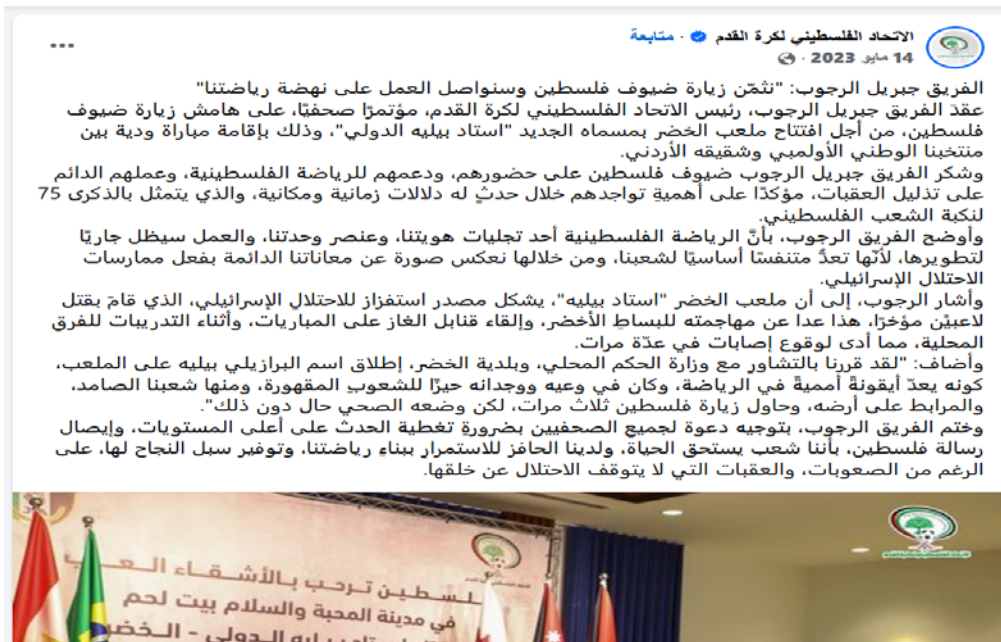 الاتحاد الفلسطيني لكرة القدم · متابعة
14 مايو 2023 ·
الفريق جبريل الرجوب: "نثمّن زيارة ضيوف فلسطين وسنواصل العمل على نهضة رياضتنا"
عقدَ الفريق جبريل الرجوب، رئيس الاتحاد الفلسطيني لكرة القدم، مؤتمرًا صحفيًا، على هامش زيارة ضيوف
فلسطين، من أجل افتتاح ملعب الخضر بمسماه الجديد "استاد بيليه الدولي"، وذلك بإقامة مباراة ودية بين
منتخبنا الوطني الأولمبي وشقيقه الأردني.
وشكر الفريق جبريل الرجوب ضيوف فلسطين على حضورهم، ودعمهم للرياضة الفلسطينية، وعملهم الدائم
على تذليل العقبات، مؤكدًا على أهميةِ تواجدهم خلال حدثٍ له دلالات زمانية ومكانية، والذي يتمثل بالذكرى 75
لنكبة الشعب الفلسطيني.
وأوضح الفريق الرجوب، بأنَّ الرياضة الفلسطينية أحد تجليات هويتنا، وعنصر وحدتنا، والعمل سيظل جاريًا
لتطويرها، لأنّها تعدُّ متنفسًا أساسيًا لشعبنا، ومن خلالها نعكس صورة عن معاناتنا الدائمة بفعل ممارسات
الاحتلال الإسرائيلي.
وأشار الرجوب، إلى أن ملعب الخضر "استاد بيليه"، يشكل مصدر استفزاز للاحتلالِ الإسرائيلي، الذي قامَ بقتل
لاعبيْن مؤخرًا، هذا عدا عن مهاجمته للبساطِ الأخضر، وإلقاء قنابل الغاز على المباريات، وأثناء التدريبات للفرق
المحلية، مما أدى لوقوع إصابات في عدّة مرات.
وأضاف: "لقد قررنا بالتشاورِ مع وزارة الحكم المحلي، وبلدية الخضر، إطلاق اسم البرازيلي بيليه على الملعب،
كونه يعدّ أيقونةً أمميةً في الرياضة، وكان في وعيه ووجدانه حيزًا للشعوبِ المقهورة، ومنها شعبنا الصامد،
والمرابط على أرضه، وحاول زيارة فلسطين ثلاث مرات، لكن وضعه الصحي حال دون ذلك".
وختم الفريق الرجوب، بتوجيه دعوة لجميعِ الصحفيين بضرورةِ تغطية الحدث على أعلى المستويات، وإيصال
رسالة فلسطين، بأننا شعب يستحق الحياة، ولدينا الحافز للاستمرارِ ببناءِ رياضتنا، وتوفير سبل النجاح لها، على
الرغم من الصعوبات، والعقبات التي لا يتوقف الاحتلال عن خلقها.
فلسطين ترحب بالأشقاء
في مدينة المحبة والسلام بيت لحم
الدولي - الخضر